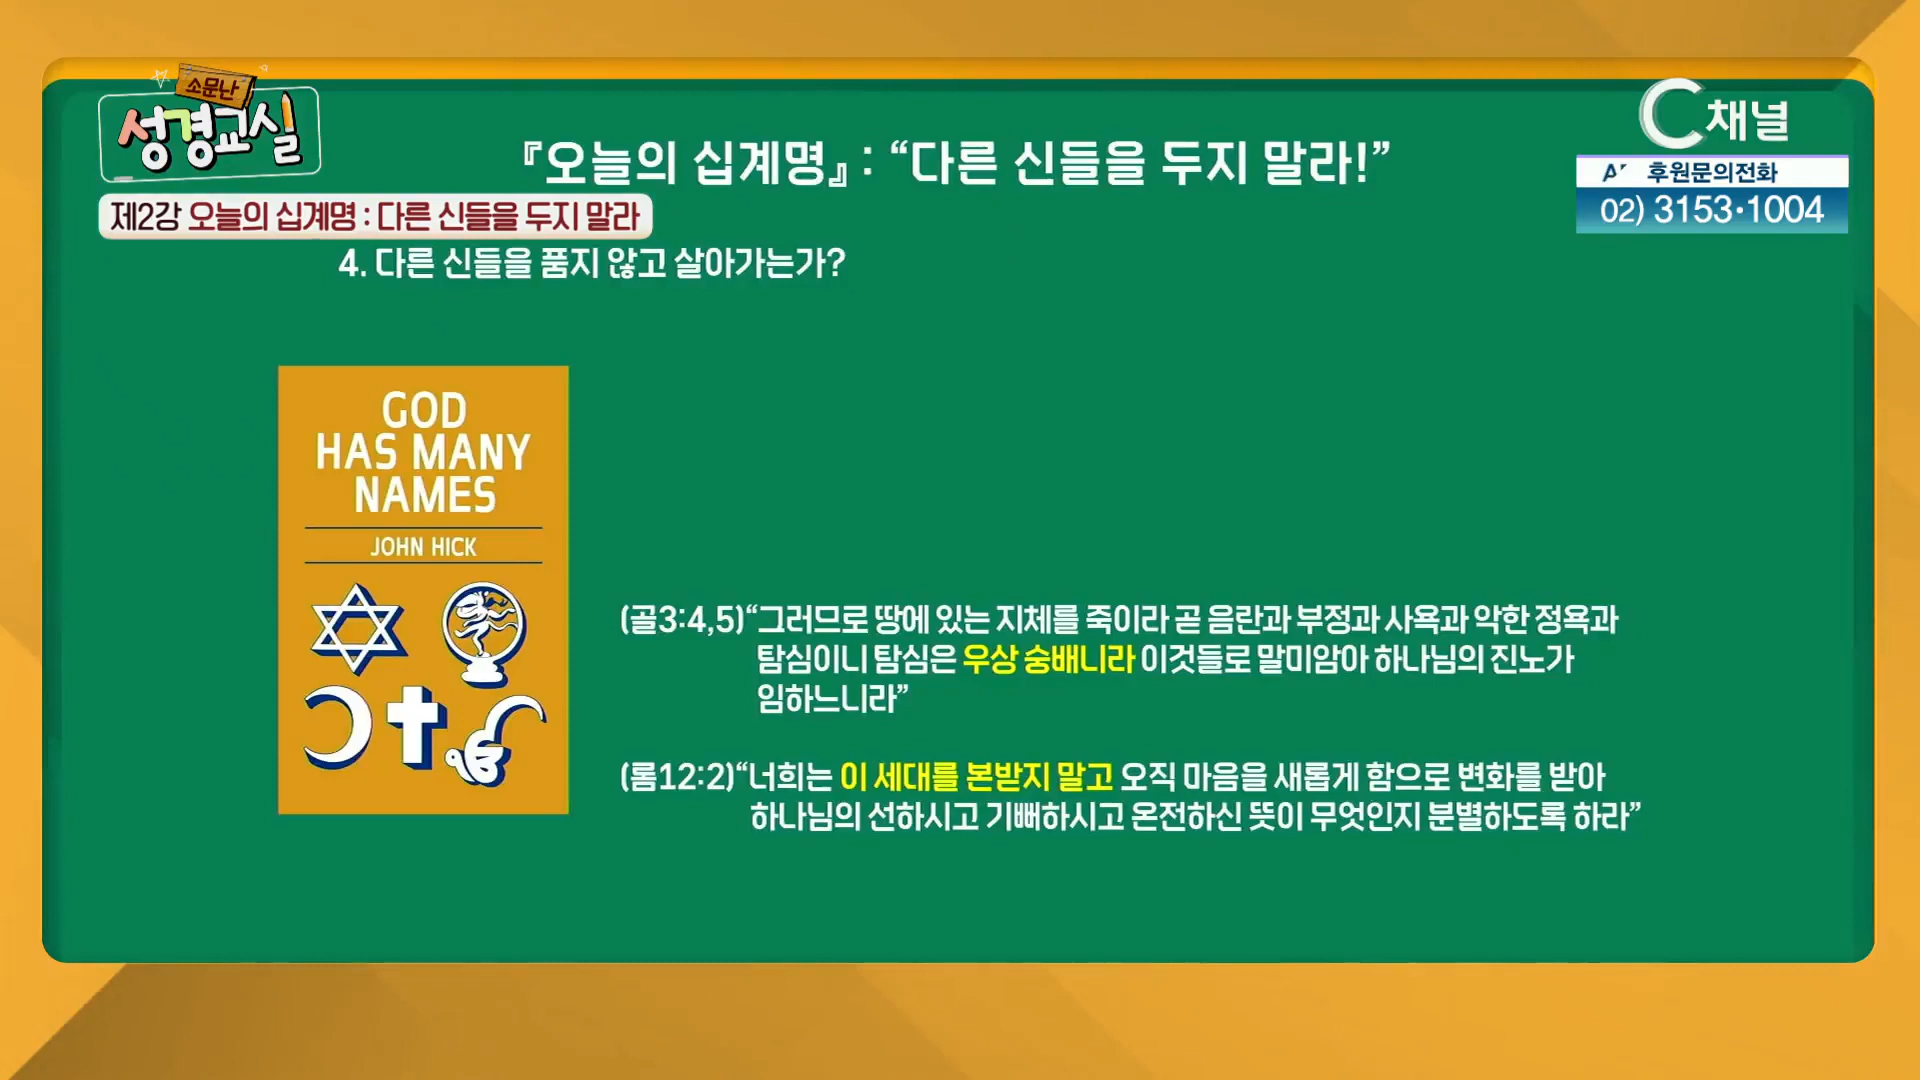 소문난
성경교실
C채널
『오늘의 십계명』 : “다른 신들을 두지 말라!”
후원문의전화
02) 3153·1004
제2강 오늘의 십계명 : 다른 신들을 두지 말라
4. 다른 신들을 품지 않고 살아가는가?
GOD
HAS MANY
NAMES
JOHN HICK
(골3:4,5)“그러므로 땅에 있는 지체를 죽이라 곧 음란과 부정과 사욕과 악한 정욕과
탐심이니 탐심은 우상 숭배니라 이것들로 말미암아 하나님의 진노가
임하느니라”
(롬12:2)“너희는 이 세대를 본받지 말고 오직 마음을 새롭게 함으로 변화를 받아
하나님의 선하시고 기뻐하시고 온전하신 뜻이 무엇인지 분별하도록 하라”